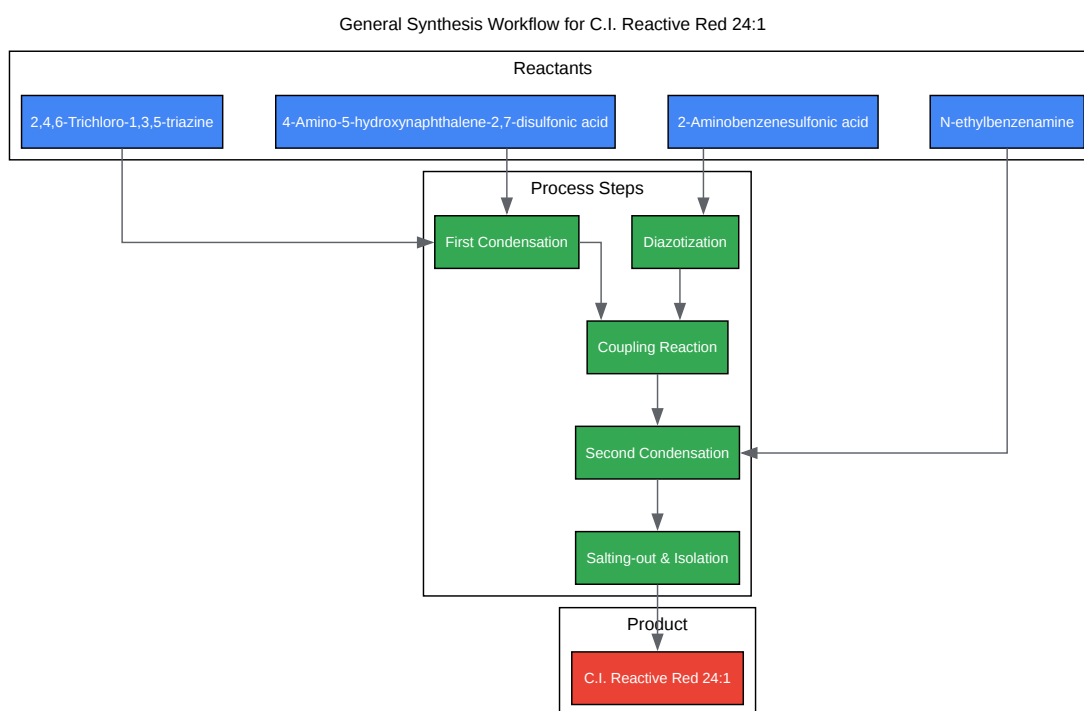 General Synthesis Workflow for C.I. Reactive Red 24:1
Reactants
2,4,6-Trichloro-1,3,5-triazine
4-Amino-5-hydroxynaphthalene-2,7-disulfonic acid
2-Aminobenzenesulfonic acid
N-ethylbenzenamine
Process Steps
First Condensation
Diazotization
Coupling Reaction
Second Condensation
Salting-out & Isolation
Product
C.I. Reactive Red 24:1